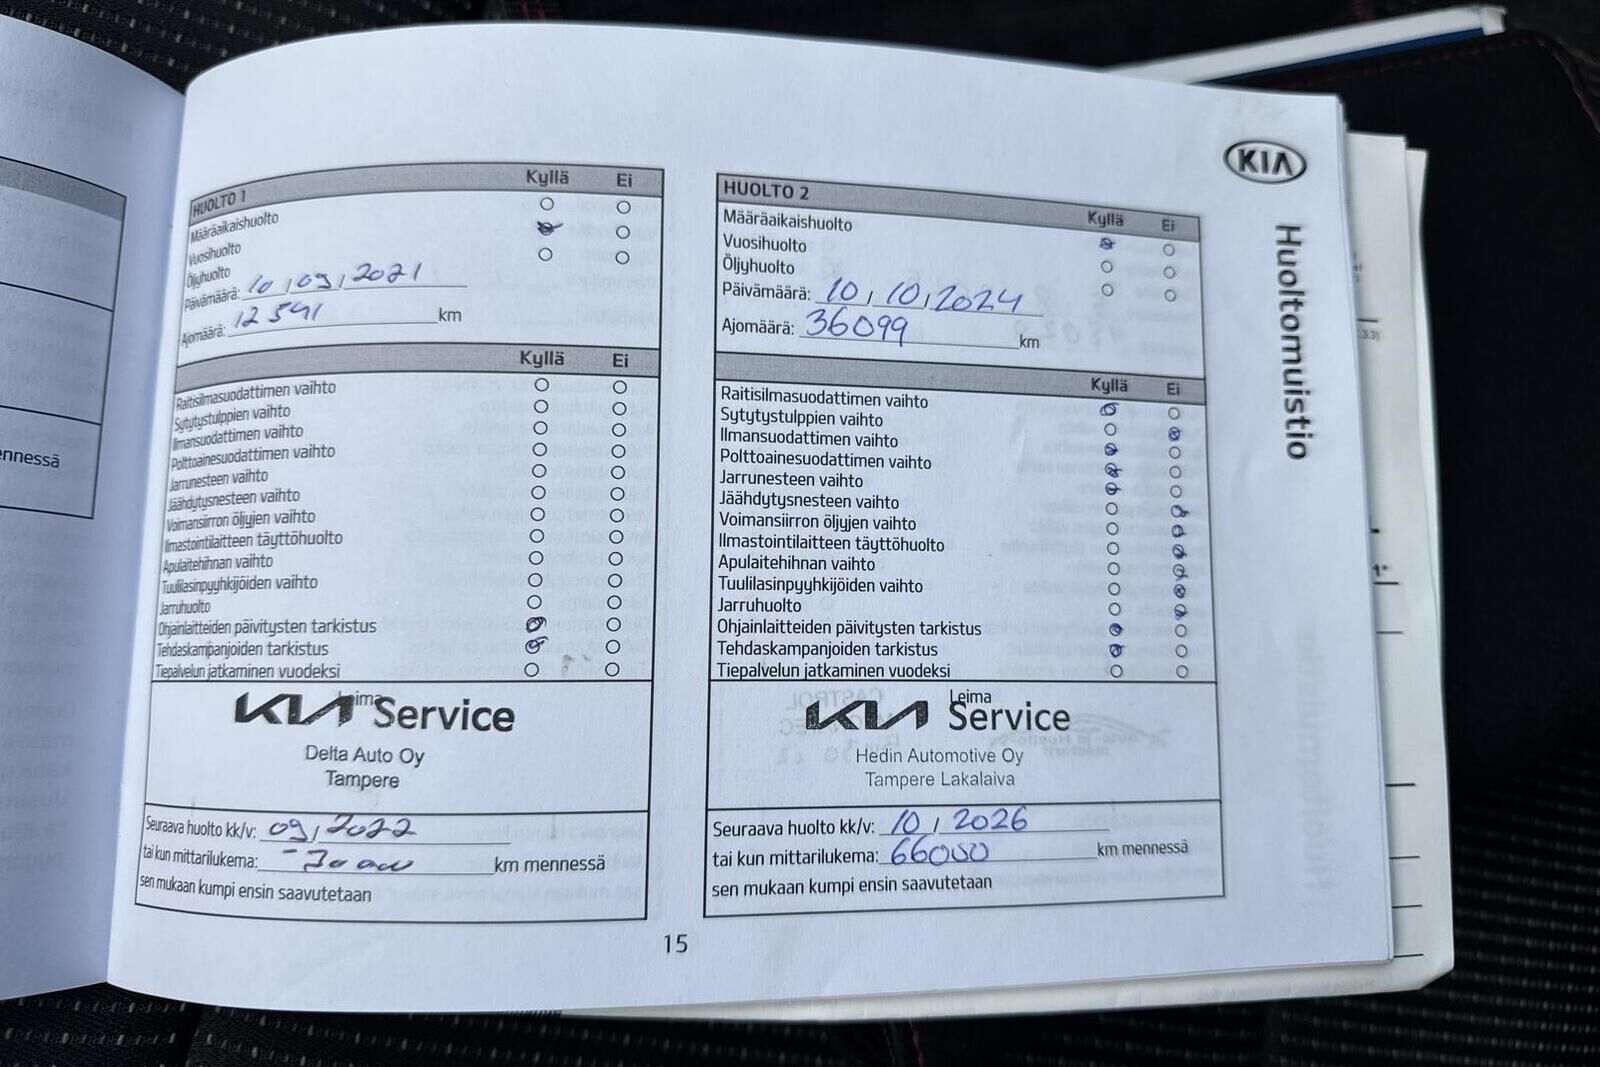 KIA
Huoltomuistio
nnessä
HUOLTO 1 Kyllä Ei
Määräaikaishuolto
Vuosihuolto
Öljyhuolto
Päivämäärä: 10 / 09 / 2021
Ajomäärä: 12541 km
Kyllä Ei
Raitisilmasuodattimen vaihto
Sytytystulppien vaihto
Ilmansuodattimen vaihto
Polttoainesuodattimen vaihto
Jarrunesteen vaihto
Jäähdytysnesteen vaihto
Voimansiirron öljyjen vaihto
Ilmastointilaitteen täyttöhuolto
Apulaitehihnan vaihto
Tuulilasinpyyhkijöiden vaihto
Jarruhuolto
Ohjainlaitteiden päivitysten tarkistus
Tehdaskampanjoiden tarkistus
Tiepalvelun jatkaminen vuodeksi
Leima
KIA Service
Delta Auto Oy
Tampere
Seuraava huolto kk/v: 09 / 2022
tai kun mittarilukema: km mennessä
sen mukaan kumpi ensin saavutetaan
HUOLTO 2 Kyllä Ei
Määräaikaishuolto
Vuosihuolto
Öljyhuolto
Päivämäärä: 10 / 10 / 2024
Ajomäärä: 36099 km
Kyllä Ei
Raitisilmasuodattimen vaihto
Sytytystulppien vaihto
Ilmansuodattimen vaihto
Polttoainesuodattimen vaihto
Jarrunesteen vaihto
Jäähdytysnesteen vaihto
Voimansiirron öljyjen vaihto
Ilmastointilaitteen täyttöhuolto
Apulaitehihnan vaihto
Tuulilasinpyyhkijöiden vaihto
Jarruhuolto
Ohjainlaitteiden päivitysten tarkistus
Tehdaskampanjoiden tarkistus
Tiepalvelun jatkaminen vuodeksi
Leima
KIA Service
Hedin Automotive Oy
Tampere Lakalaiva
Seuraava huolto kk/v: 10 / 2026
tai kun mittarilukema: 66000 km mennessä
sen mukaan kumpi ensin saavutetaan
15